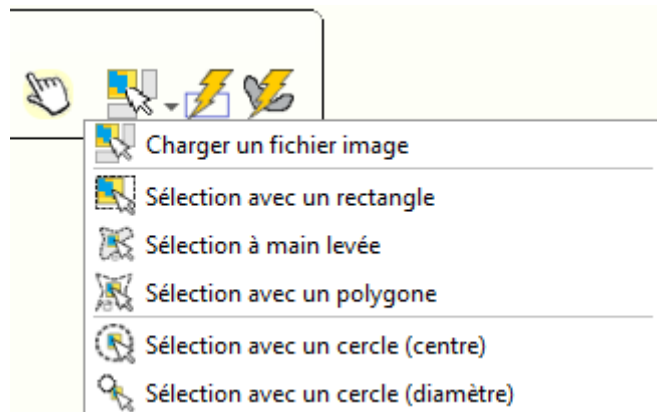 Charger un fichier image
Sélection avec un rectangle
Sélection à main levée
Sélection avec un polygone
Sélection avec un cercle (centre)
Sélection avec un cercle (diamètre)